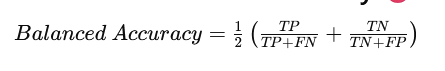 Balanced Accuracy = 1/2 ( TP/(TP+FN) + TN/(TN+FP) )